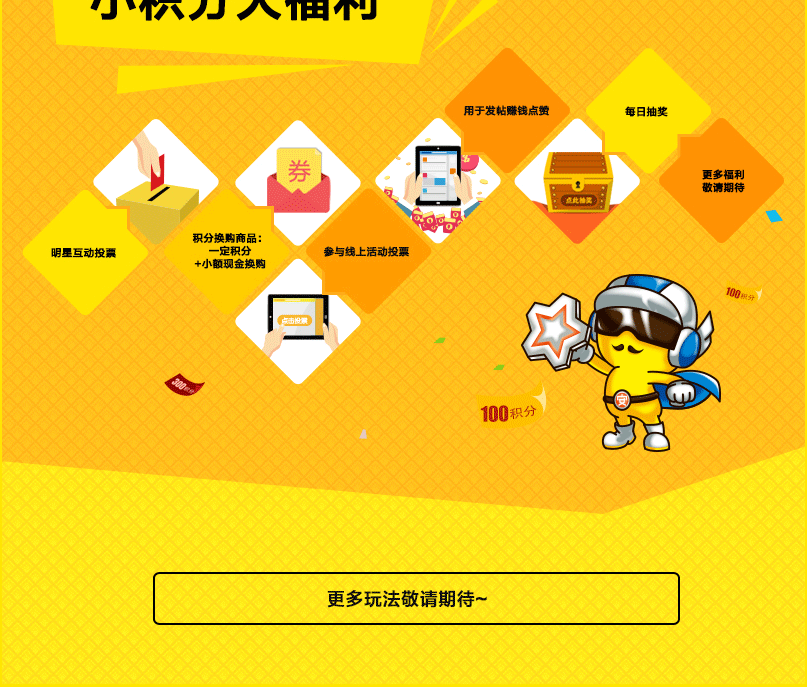 小积分大福利
用于发帖赚钱点赞
每日抽奖
更多福利
敬请期待
券
点此抽奖
明星互动投票
积分换购商品：
一定积分
+小额现金换购
参与线上活动投票
点击投票
100积分
300积分
100积分
安
更多玩法敬请期待~